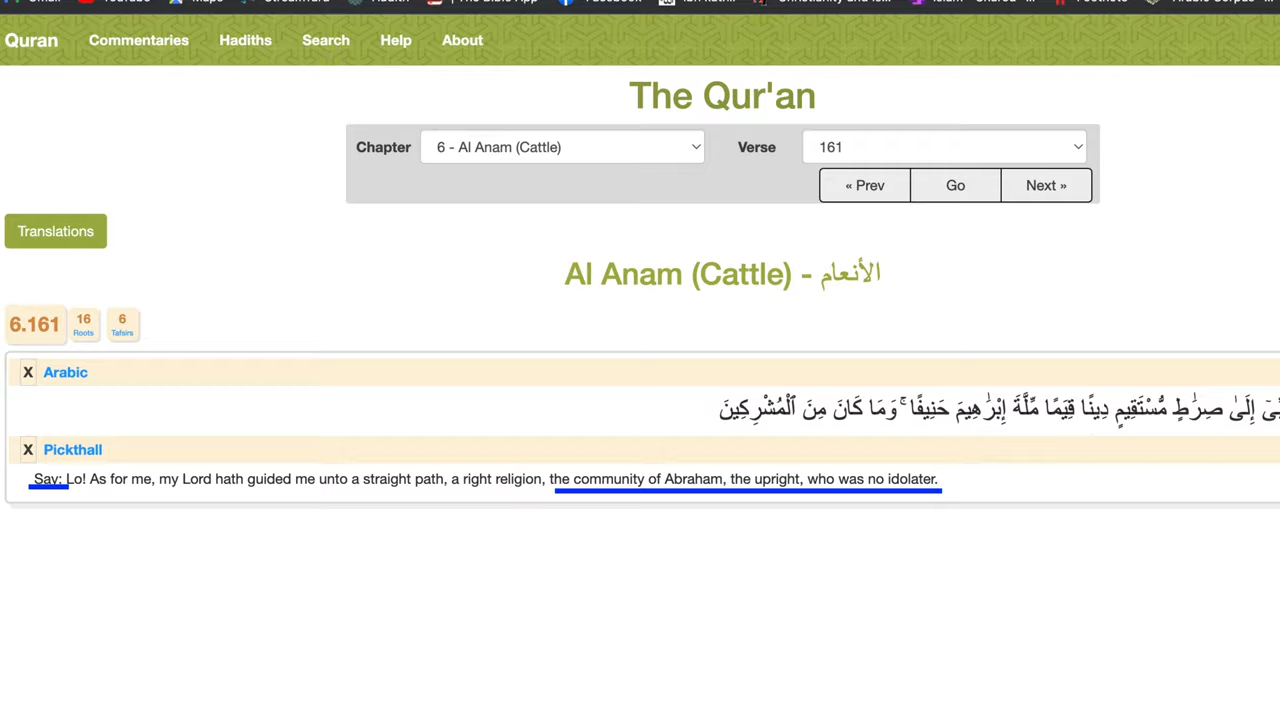 Quran Commentaries Hadiths Search Help About
The Qur'an
Chapter 6 - Al Anam (Cattle) Verse 161
« Prev Go Next »
Translations
Al Anam (Cattle) - الأنعام
6.161 16 Roots 6 Tafsirs
X Arabic
إِلَىٰ صِرَٰطٍ مُّسْتَقِيمٍ دِينًا قِيَمًا مِّلَّةَ إِبْرَٰهِيمَ حَنِيفًا ۚ وَمَا كَانَ مِنَ ٱلْمُشْرِكِينَ
X Pickthall
Say: Lo! As for me, my Lord hath guided me unto a straight path, a right religion, the community of Abraham, the upright, who was no idolater.